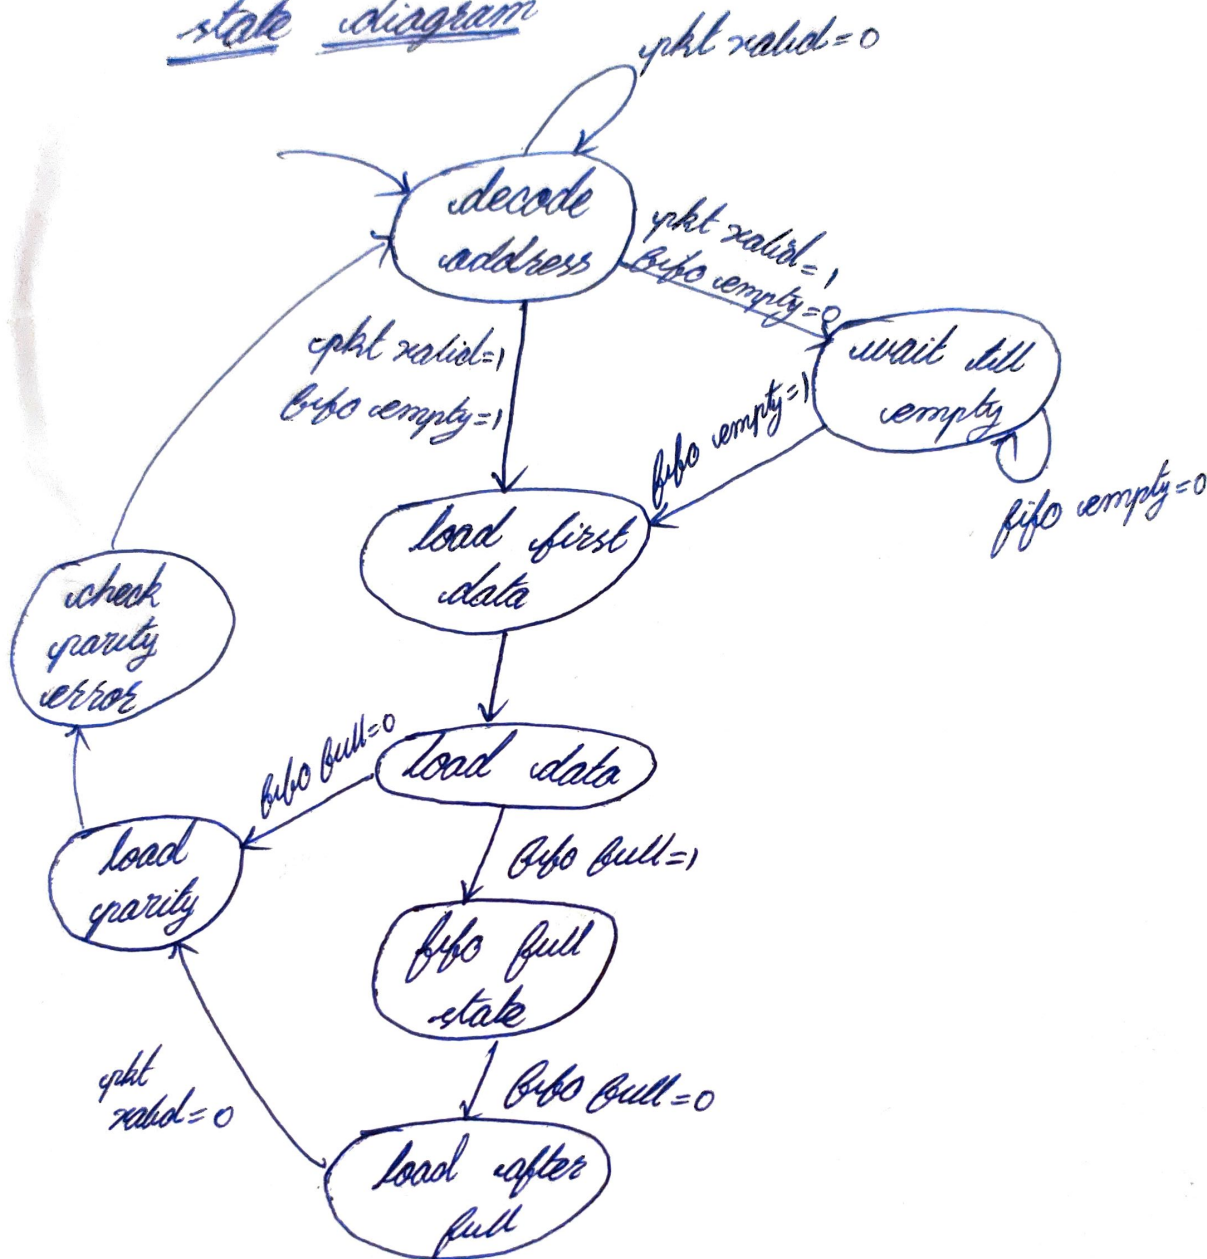 state diagram
pkt valid=0
decode
address
pkt valid=1
fifo empty=0
pkt valid=1
fifo empty=1
wait till
empty
fifo empty=1
fifo empty=0
load first
data
check
parity
error
fifo full=0
load data
load
parity
fifo full=1
fifo full
state
pkt
valid=0
fifo full=0
load after
full